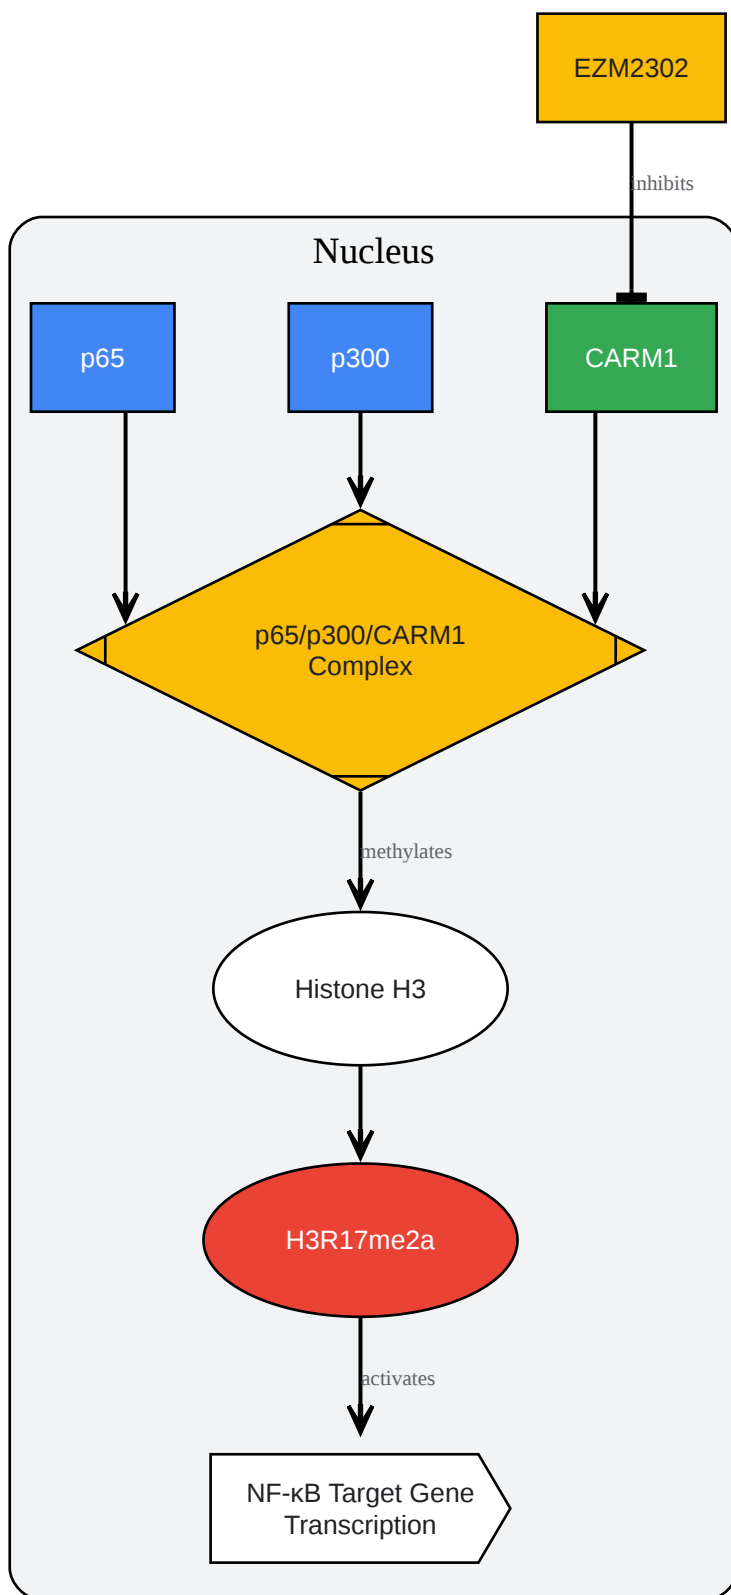 EZM2302
inhibits
Nucleus
p65
p300
CARM1
p65/p300/CARM1
Complex
methylates
Histone H3
H3R17me2a
activates
NF-κB Target Gene
Transcription